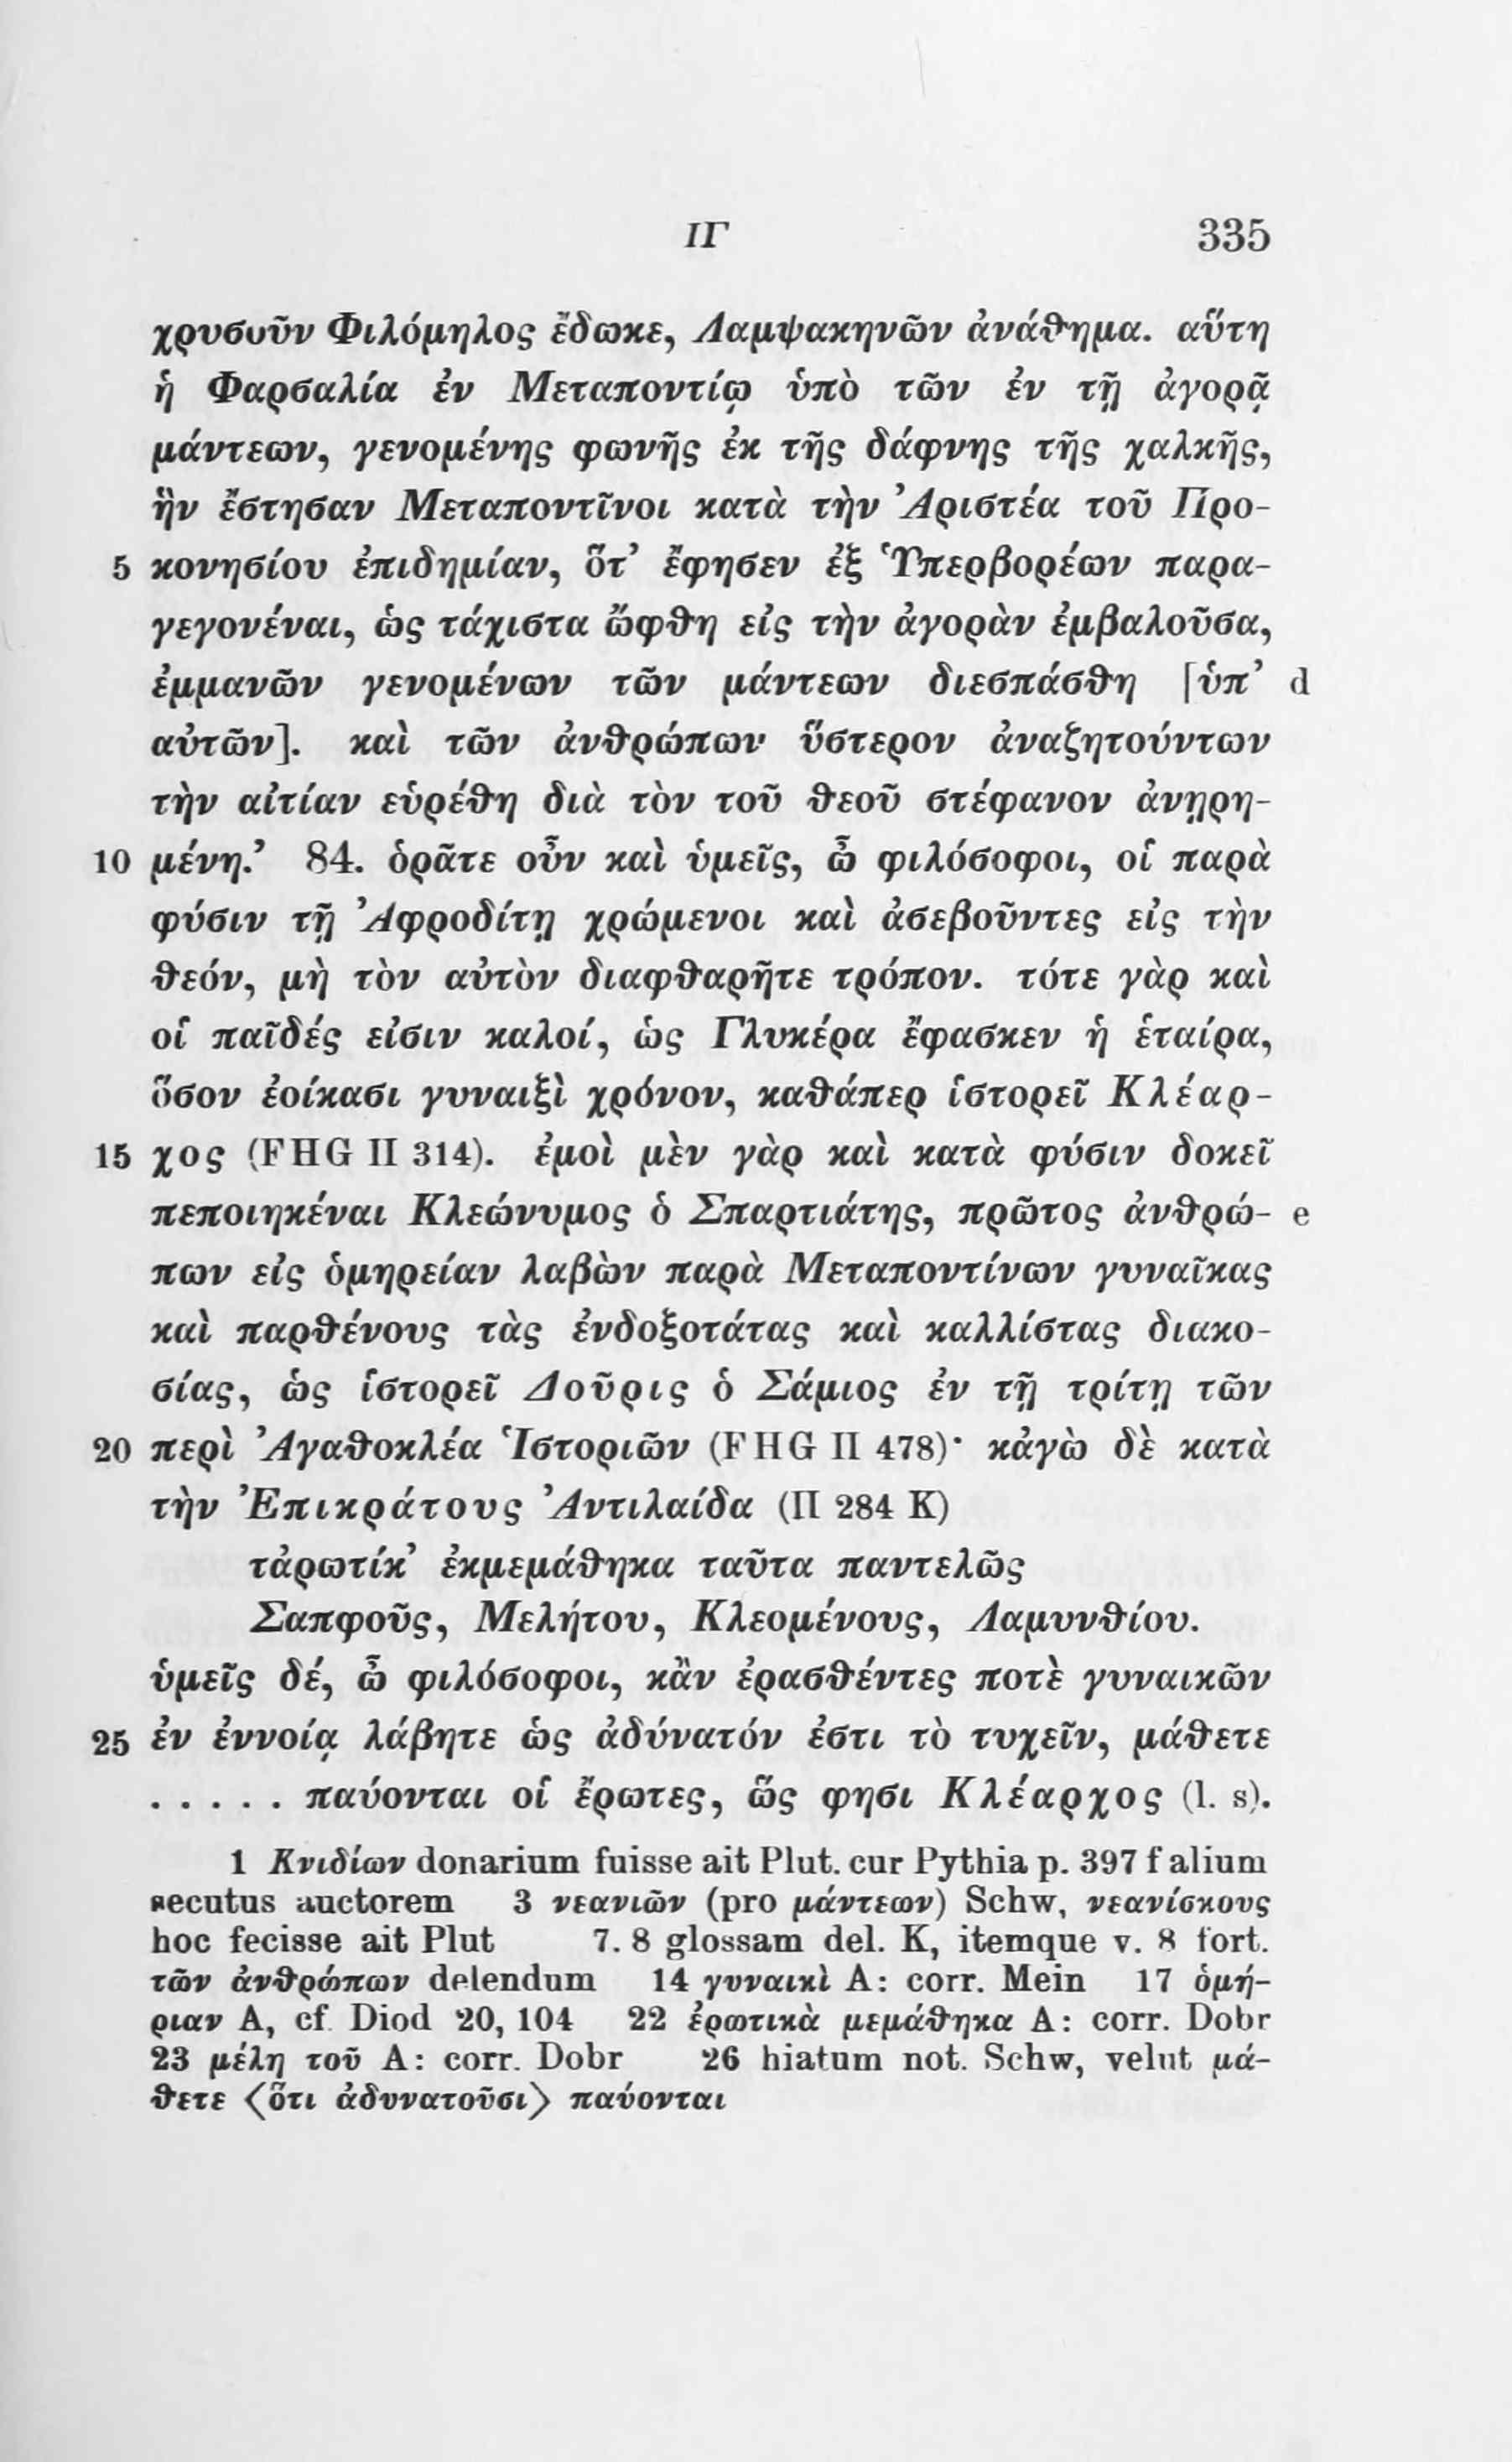 ΙΓ 335
χρυσοῦν Φιλόμηλος ἔδωκε, Λαμψακηνῶν ἀνάθημα. αὕτη
ἡ Φαρσαλία ἐν Μεταποντίῳ ὑπὸ τῶν ἐν τῇ ἀγορᾷ
μάντεων, γενομένης φωνῆς ἐκ τῆς δάφνης τῆς χαλκῆς,
ἣν ἔστησαν Μεταποντῖνοι κατὰ τὴν Ἀριστέα τοῦ Προ-
5 κονησίου ἐπιδημίαν, ὅτ’ ἔφησεν ἐξ Ὑπερβορέων παρα-
γεγονέναι, ὡς τάχιστα ὤφθη εἰς τὴν ἀγορὰν ἐμβαλοῦσα,
ἐμμανῶν γενομένων τῶν μάντεων διεσπάσθη [ὑπ’ d
αὐτῶν]. καὶ τῶν ἀνθρώπων ὕστερον ἀναζητούντων
τὴν αἰτίαν εὑρέθη διὰ τὸν τοῦ θεοῦ στέφανον ἀνῃρη-
10 μένη.’ 84. ὁρᾶτε οὖν καὶ ὑμεῖς, ὦ φιλόσοφοι, οἱ παρὰ
φύσιν τῇ Ἀφροδίτῃ χρώμενοι καὶ ἀσεβοῦντες εἰς τὴν
θεόν, μὴ τὸν αὐτὸν διαφθαρῆτε τρόπον. τότε γὰρ καὶ
οἱ παῖδές εἰσιν καλοί, ὡς Γλυκέρα ἔφασκεν ἡ ἑταίρα,
ὅσον ἐοίκασι γυναιξὶ χρόνον, καθάπερ ἱστορεῖ Κλέαρ-
15 χος (FHG II 314). ἐμοὶ μὲν γὰρ καὶ κατὰ φύσιν δοκεῖ
πεποιηκέναι Κλεώνυμος ὁ Σπαρτιάτης, πρῶτος ἀνθρώ- e
πων εἰς ὁμηρείαν λαβὼν παρὰ Μεταποντίνων γυναῖκας
καὶ παρθένους τὰς ἐνδοξοτάτας καὶ καλλίστας διακο-
σίας, ὡς ἱστορεῖ Δοῦρις ὁ Σάμιος ἐν τῇ τρίτῃ τῶν
20 περὶ Ἀγαθοκλέα Ἱστοριῶν (FHG II 478)· κἀγὼ δὲ κατὰ
τὴν Ἐπικράτους Ἀντιλαίδα (II 284 K)
τἀρωτίκ’ ἐκμεμάθηκα ταῦτα παντελῶς
Σαπφοῦς, Μελήτου, Κλεομένους, Λαμυνθίου.
ὑμεῖς δέ, ὦ φιλόσοφοι, κἂν ἐρασθέντες ποτὲ γυναικῶν
25 ἐν ἐννοίᾳ λάβητε ὡς ἀδύνατόν ἐστι τὸ τυχεῖν, μάθετε
. . . . . παύονται οἱ ἔρωτες, ὥς φησι Κλέαρχος (l. s).
1 Κνιδίων donarium fuisse ait Plut. cur Pythia p. 397 f alium
secutus auctorem 3 νεανιῶν (pro μάντεων) Schw, νεανίσκους
hoc fecisse ait Plut 7. 8 glossam del. K, itemque v. 8 fort.
τῶν ἀνθρώπων delendum 14 γυναικὶ A: corr. Mein 17 ὁμή-
ριαν A, cf. Diod 20, 104 22 ἐρωτικὰ μεμάθηκα A: corr. Dobr
23 μέλη τοῦ A: corr. Dobr 26 hiatum not. Schw, velut μά-
θετε ⟨ὅτι ἀδυνατοῦσι⟩ παύονται